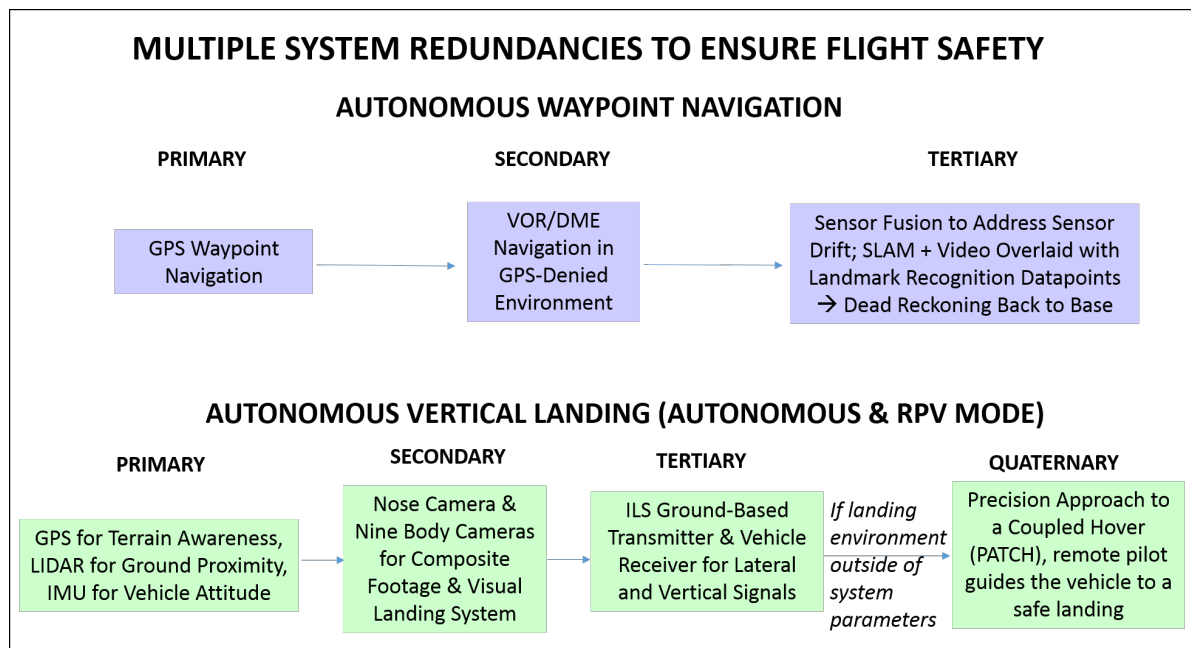 MULTIPLE SYSTEM REDUNDANCIES TO ENSURE FLIGHT SAFETY
AUTONOMOUS WAYPOINT NAVIGATION
PRIMARY
SECONDARY
TERTIARY
GPS Waypoint
Navigation
VOR/DME
Navigation in
GPS-Denied
Environment
Sensor Fusion to Address Sensor
Drift; SLAM + Video Overlaid with
Landmark Recognition Datapoints
→ Dead Reckoning Back to Base
AUTONOMOUS VERTICAL LANDING (AUTONOMOUS & RPV MODE)
PRIMARY
SECONDARY
TERTIARY
QUATERNARY
GPS for Terrain Awareness,
LIDAR for Ground Proximity,
IMU for Vehicle Attitude
Nose Camera &
Nine Body Cameras
for Composite
Footage & Visual
Landing System
ILS Ground-Based
Transmitter & Vehicle
Receiver for Lateral
and Vertical Signals
If landing
environment
outside of
system
parameters
Precision Approach to
a Coupled Hover
(PATCH), remote pilot
guides the vehicle to a
safe landing